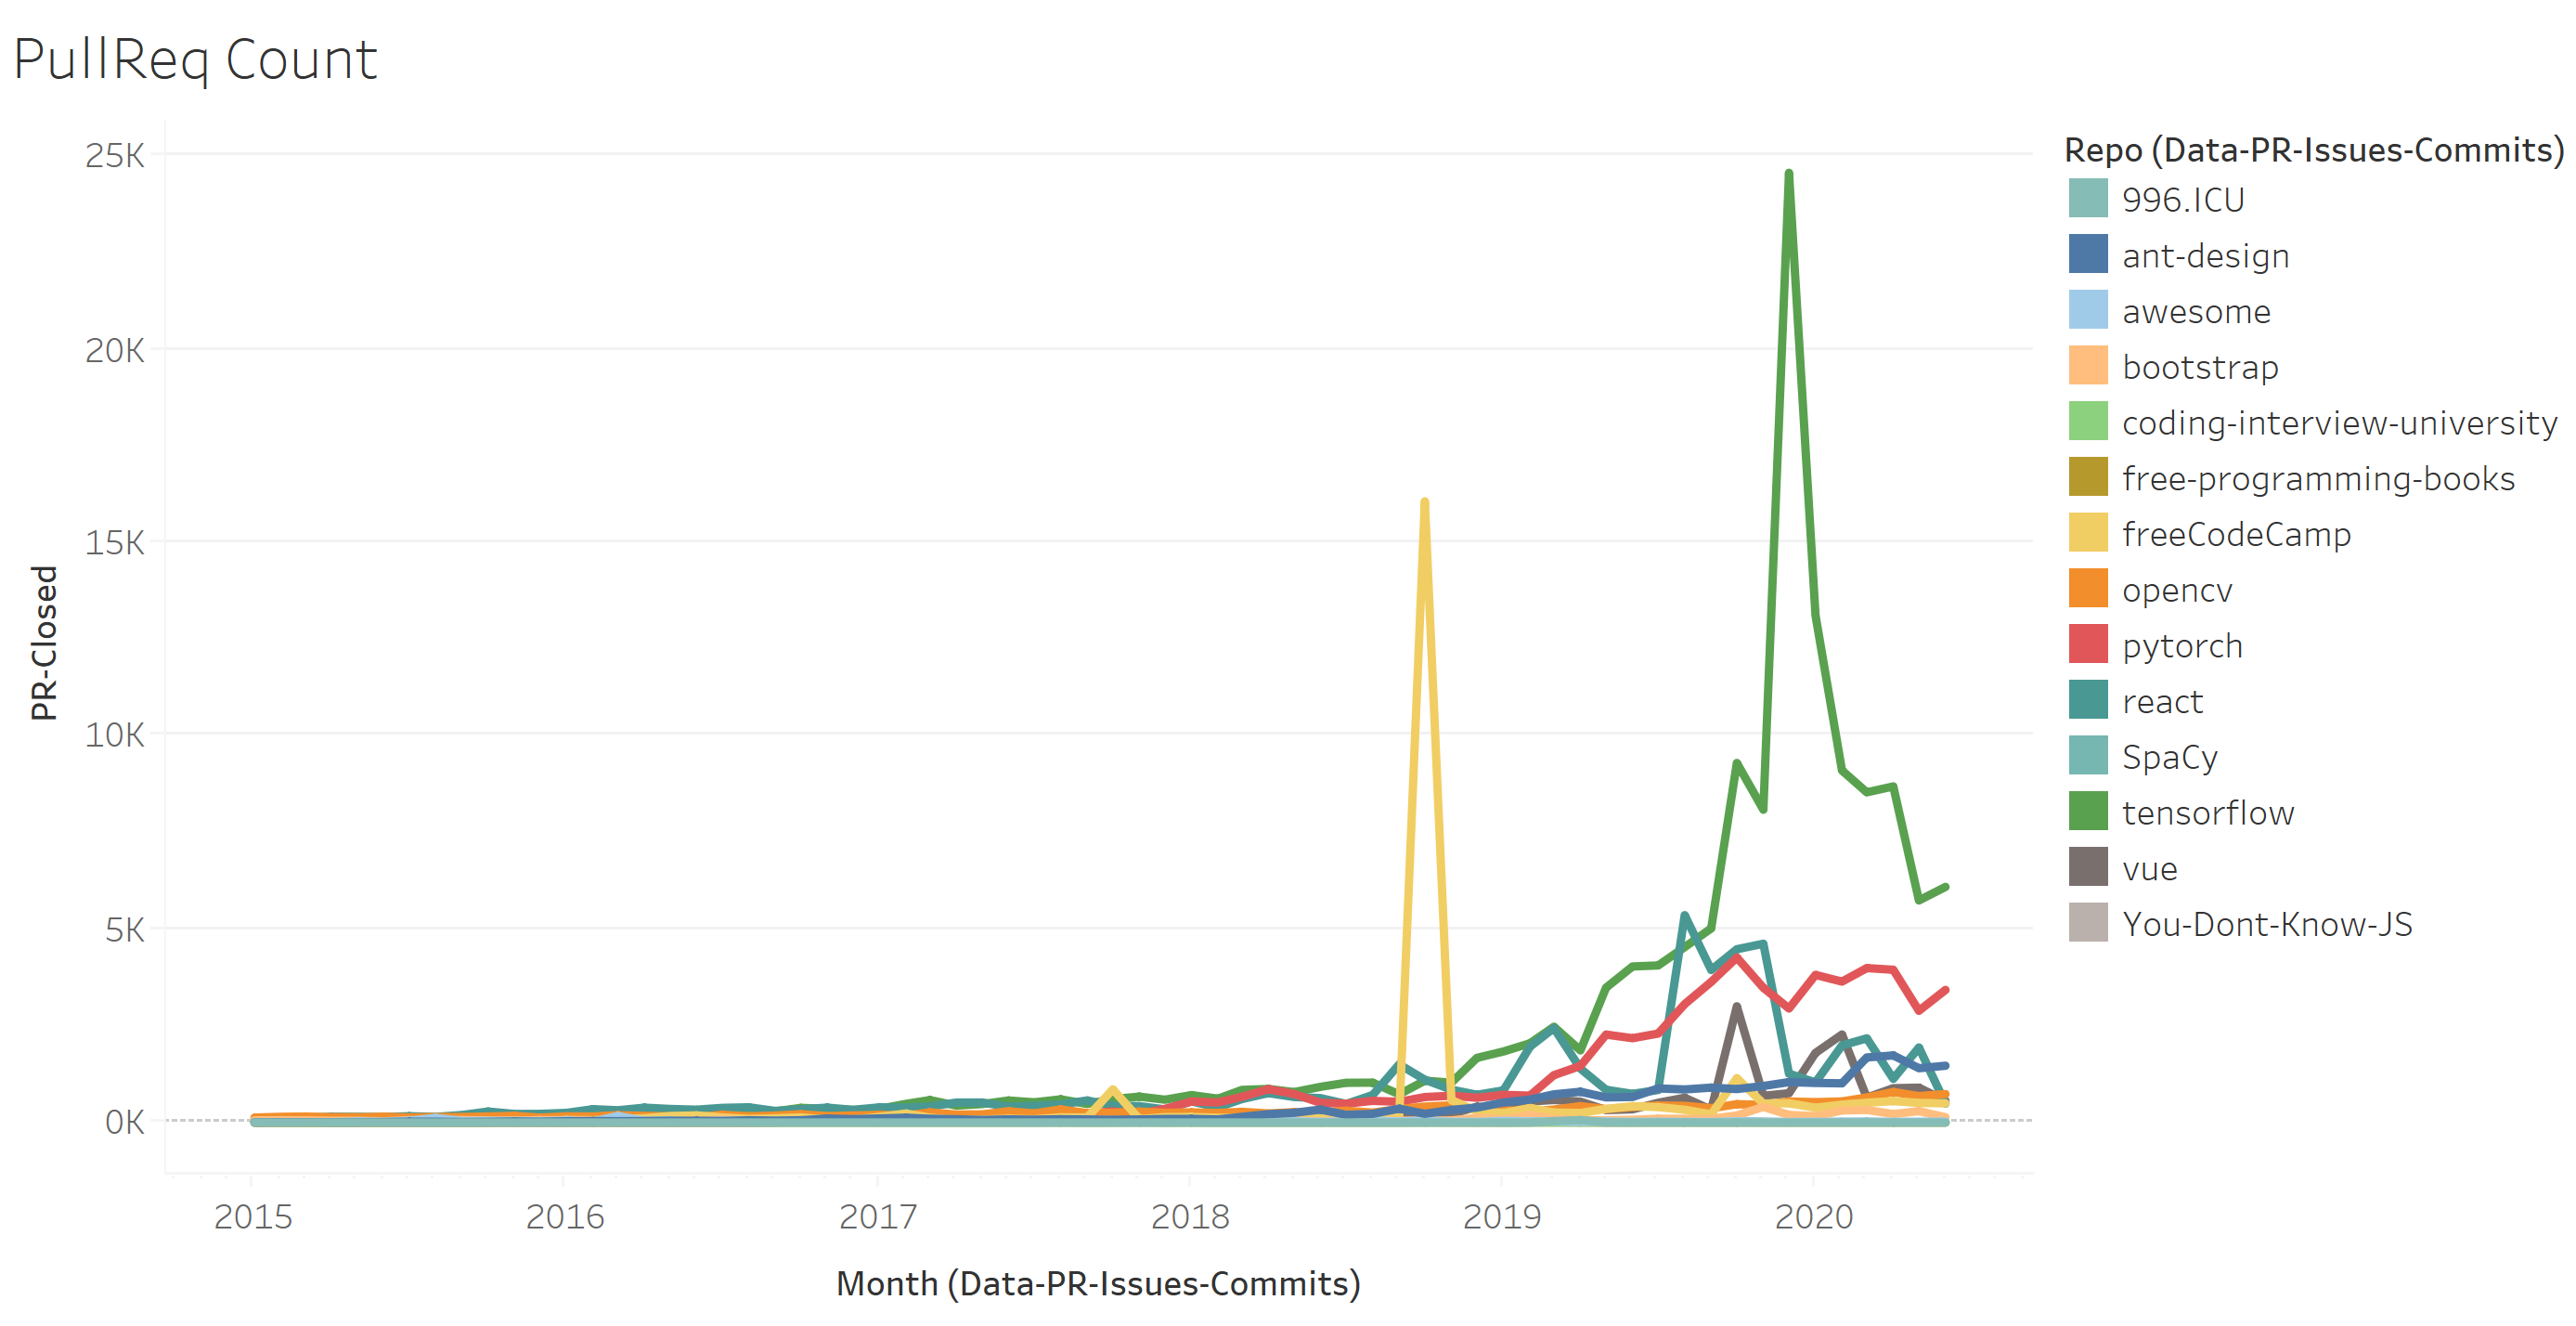 PullReq Count
25K
20K
15K
10K
5K
0K
PR-Closed
2015 2016 2017 2018 2019 2020
Month (Data-PR-Issues-Commits)
Repo (Data-PR-Issues-Commits)
996.ICU
ant-design
awesome
bootstrap
coding-interview-university
free-programming-books
freeCodeCamp
opencv
pytorch
react
SpaCy
tensorflow
vue
You-Dont-Know-JS